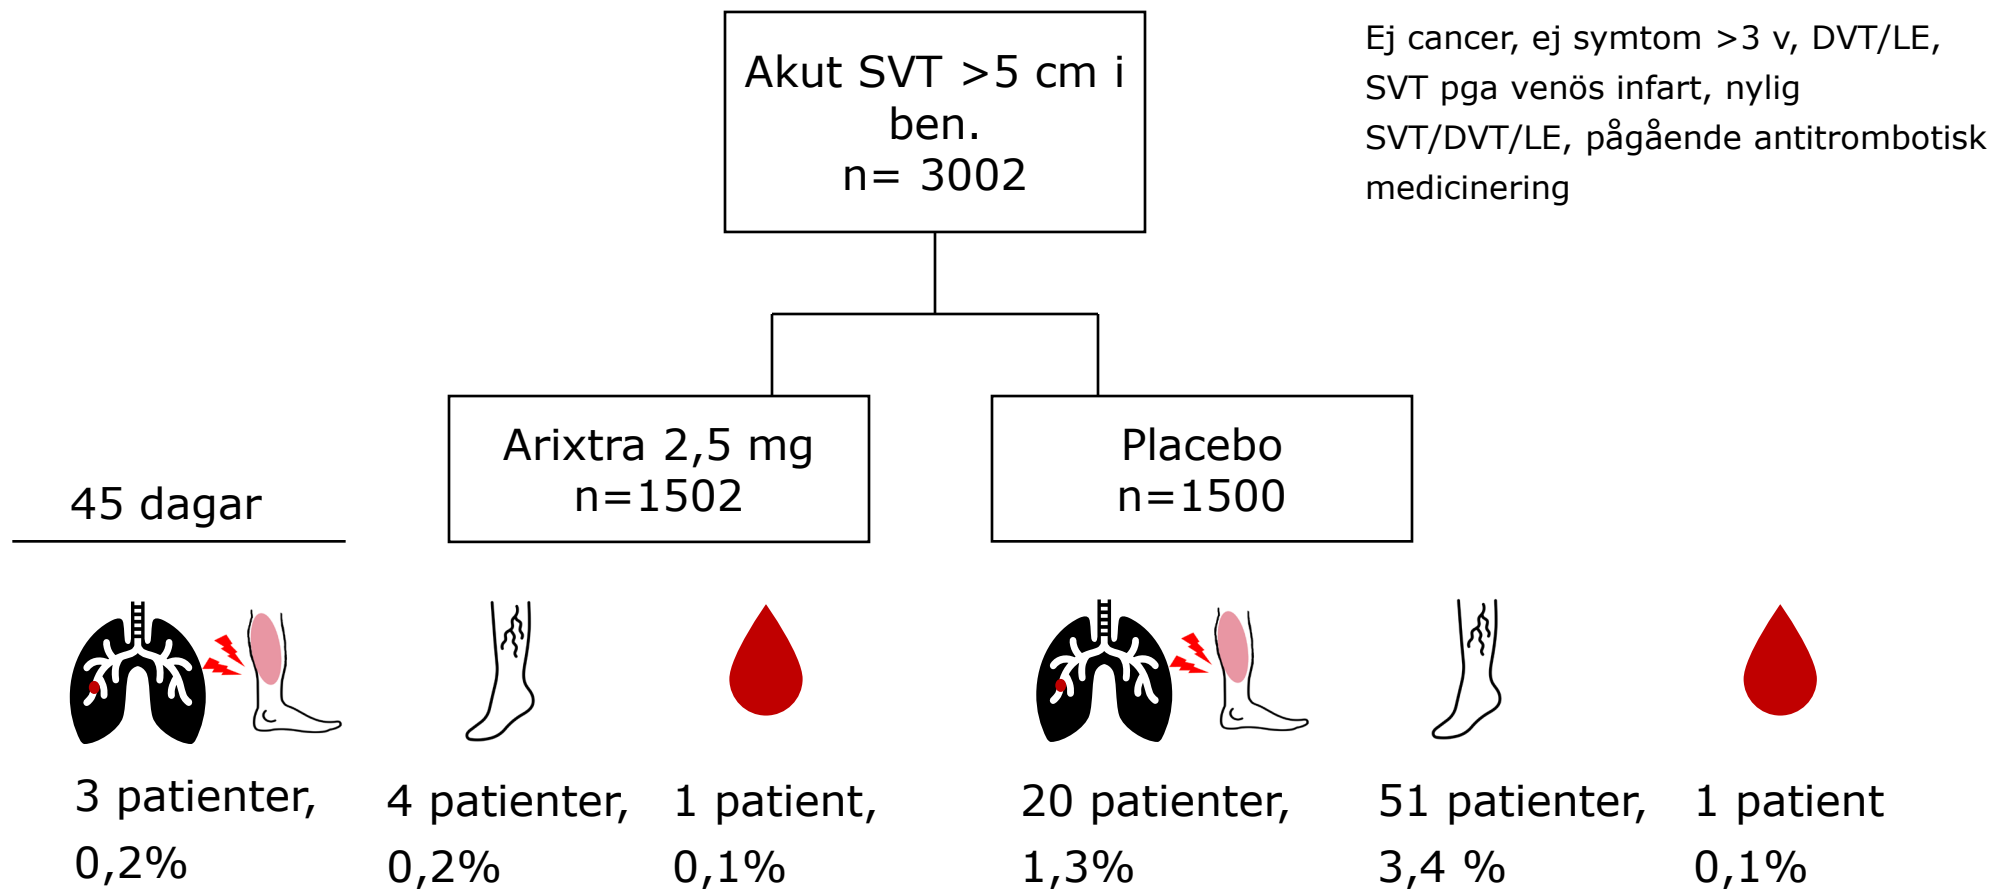 Akut SVT >5 cm i
ben.
n= 3002
Ej cancer, ej symtom >3 v, DVT/LE,
SVT pga venös infart, nylig
SVT/DVT/LE, pågående antitrombotisk
medicinering
45 dagar
Arixtra 2,5 mg
n=1502
Placebo
n=1500
3 patienter,
0,2%
4 patienter,
0,2%
1 patient,
0,1%
20 patienter,
1,3%
51 patienter,
3,4 %
1 patient
0,1%